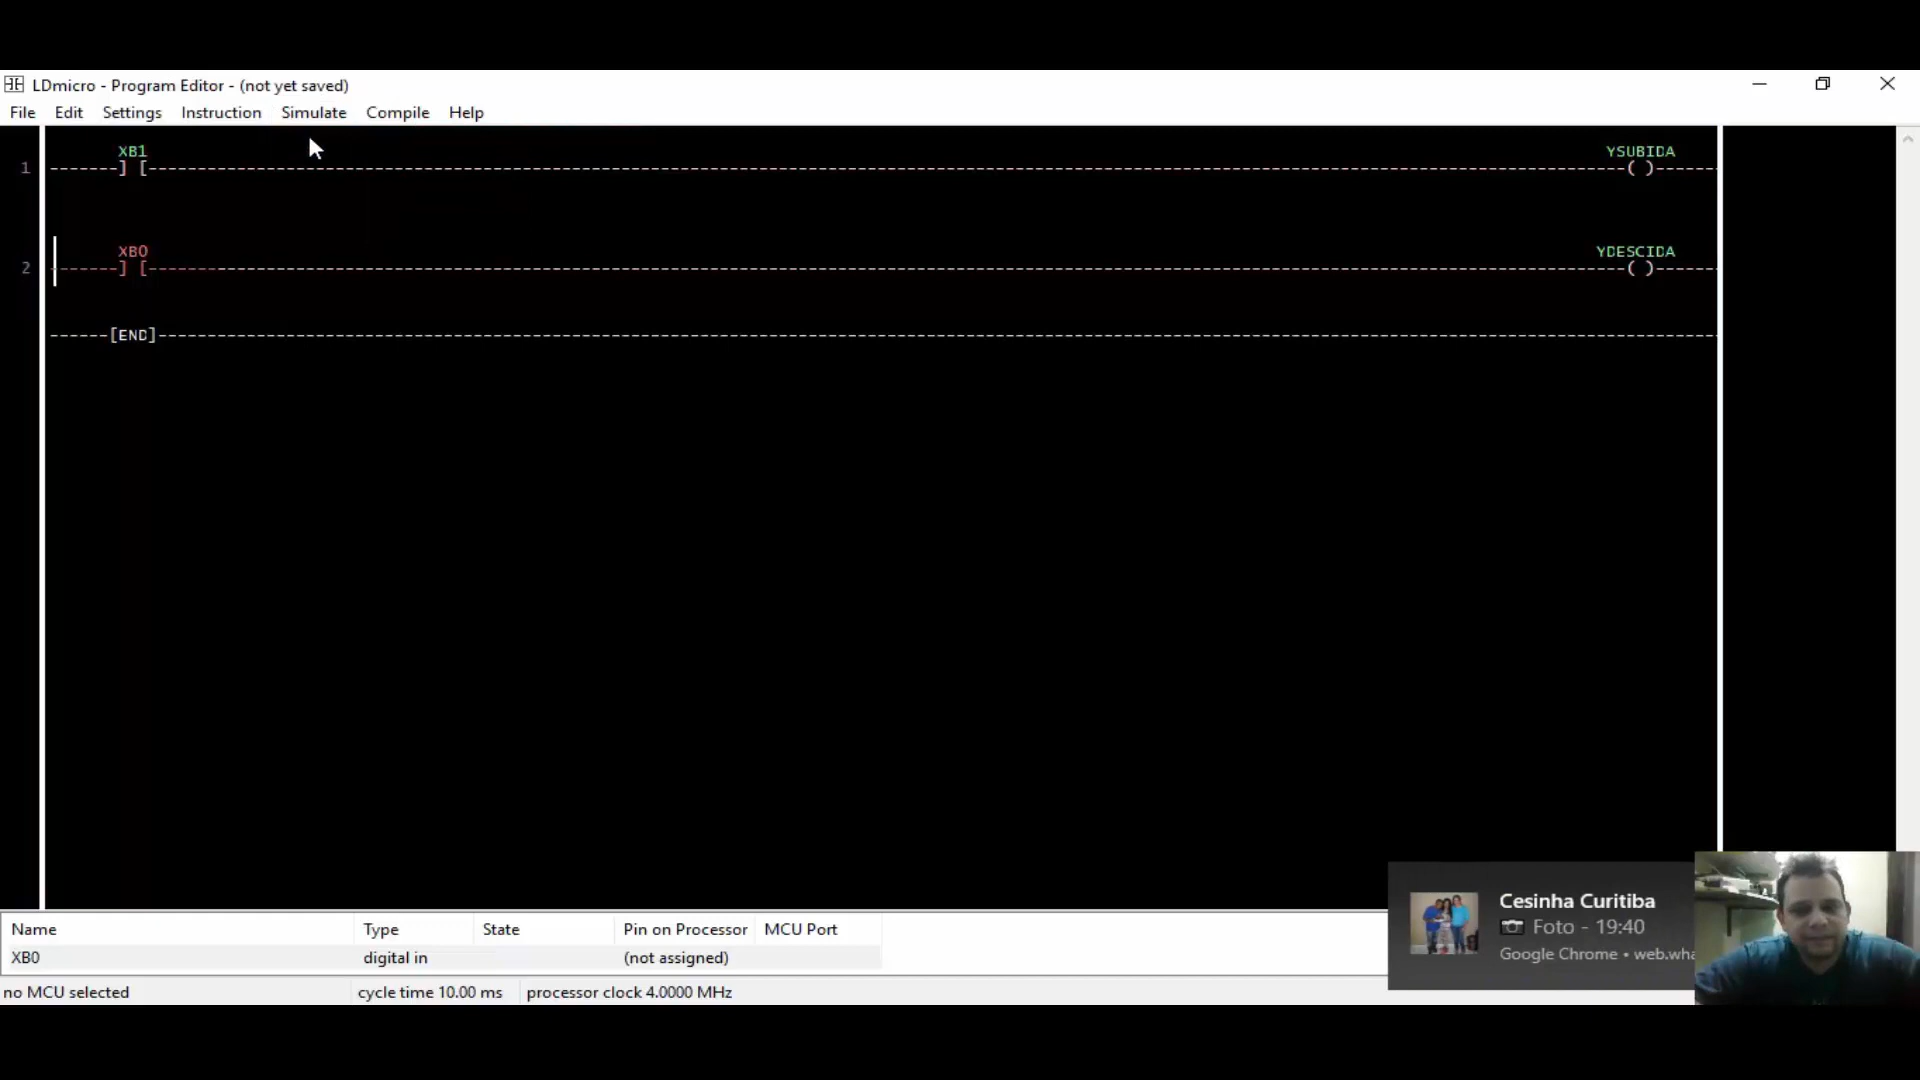 LDmicro - Program Editor - (not yet saved)
File Edit Settings Instruction Simulate Compile Help
XB1 YSUBIDA
1 ------] [------( )------
XB0 YDESCIDA
2 ------] [------( )------
------[END]------
Name Type State Pin on Processor MCU Port
XB0 digital in (not assigned)
no MCU selected cycle time 10.00 ms processor clock 4.0000 MHz
Cesinha Curitiba
Foto - 19:40
Google Chrome • web.wha